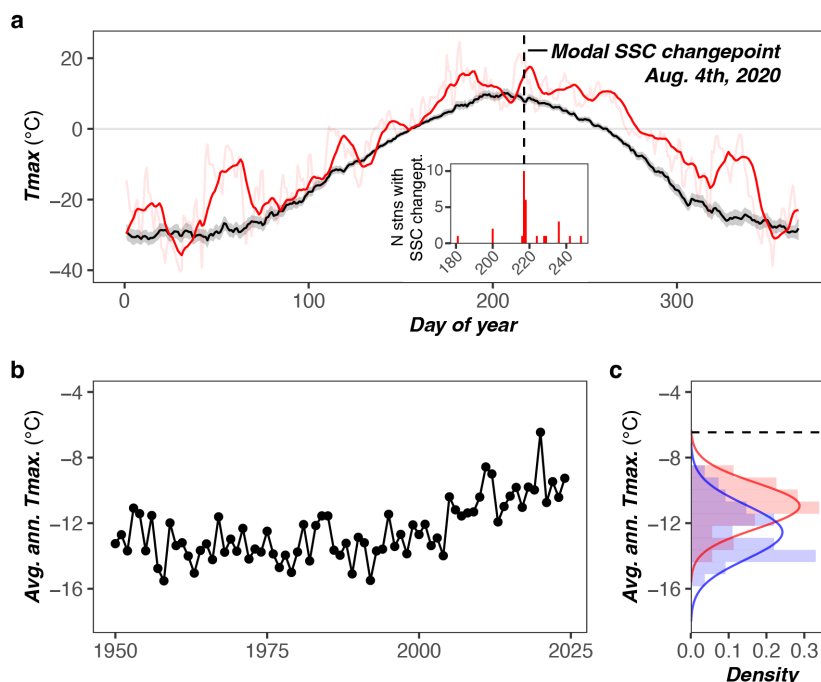 a
Modal SSC changepoint
Aug. 4th, 2020
Tmax (°C)
20
0
−20
−40
N stns with
SSC changept.
10
5
0
180
200
220
240
0
100
200
300
Day of year
b
Avg. ann. Tmax. (°C)
−4
−8
−12
−16
1950
1975
2000
2025
c
Avg. ann. Tmax. (°C)
−4
−8
−12
−16
0.0
0.1
0.2
0.3
Density